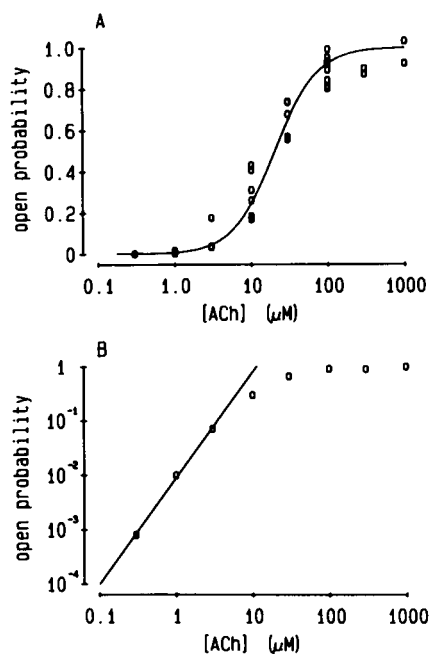 A
open probability
1.0
0.8
0.6
0.4
0.2
0
0.1 1.0 10 100 1000
[ACh] (μM)
B
open probability
1
10⁻¹
10⁻²
10⁻³
10⁻⁴
0.1 1 10 100 1000
[ACh] (μM)